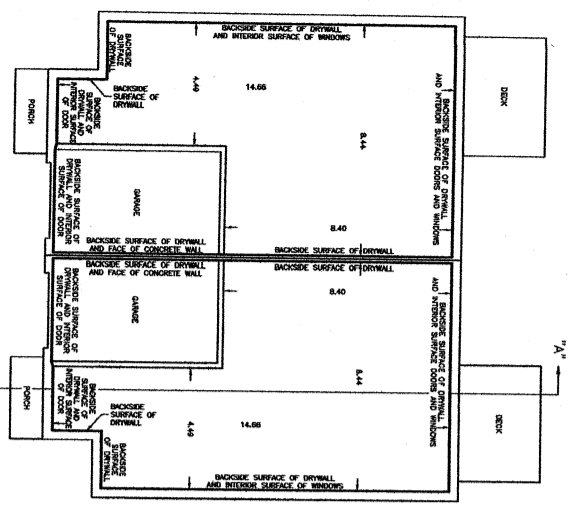 BACKSIDE SURFACE OF DRYWALL
AND INTERIOR SURFACE OF WINDOWS
BACKSIDE
SURFACE
OF DRYWALL
BACKSIDE
SURFACE OF
DRYWALL
BACKSIDE
SURFACE OF
DRYWALL AND
INTERIOR SURFACE
OF DOOR
PORCH
4.49
14.66
8.44
DECK
BACKSIDE SURFACE OF DRYWALL
AND INTERIOR SURFACE DOORS AND WINDOWS
BACKSIDE SURFACE OF
DRYWALL AND INTERIOR
SURFACE OF DOOR
GARAGE
8.40
BACKSIDE SURFACE OF DRYWALL
AND FACE OF CONCRETE WALL
BACKSIDE SURFACE OF DRYWALL
BACKSIDE SURFACE OF DRYWALL
AND FACE OF CONCRETE WALL
BACKSIDE SURFACE OF DRYWALL
BACKSIDE SURFACE OF
DRYWALL AND INTERIOR
SURFACE OF DOOR
GARAGE
8.40
BACKSIDE SURFACE OF DRYWALL
AND INTERIOR SURFACE DOORS AND WINDOWS
"A"
8.44
PORCH
BACKSIDE
SURFACE OF
DRYWALL AND
INTERIOR SURFACE
OF DOOR
BACKSIDE
SURFACE OF
DRYWALL
4.49
14.66
DECK
BACKSIDE
SURFACE
OF DRYWALL
BACKSIDE SURFACE OF DRYWALL
AND INTERIOR SURFACE OF WINDOWS